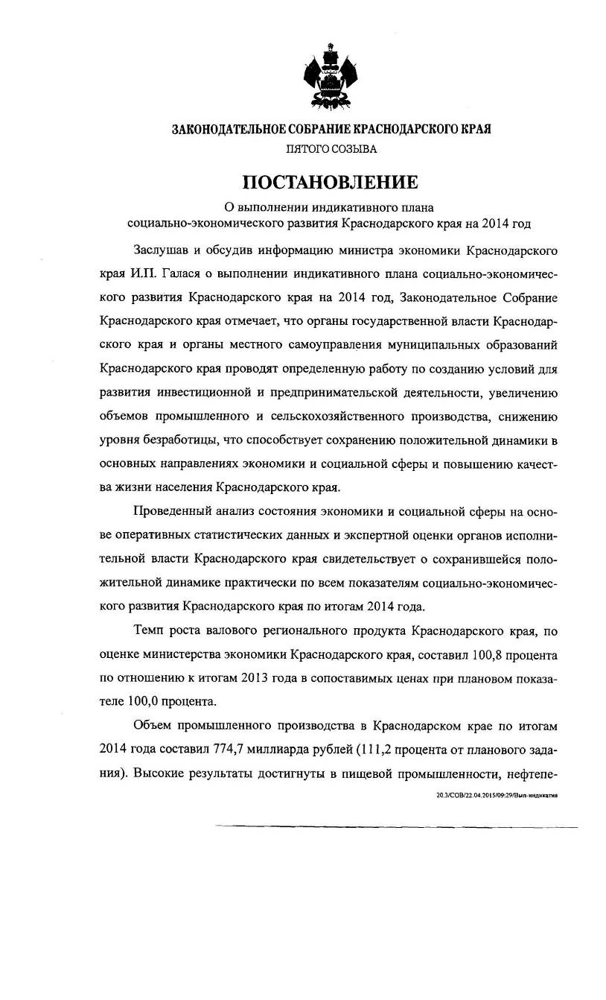 ЗАКОНОДАТЕЛЬНОЕ СОБРАНИЕ КРАСНОДАРСКОГО КРАЯ
ПЯТОГО СОЗЫВА
ПОСТАНОВЛЕНИЕ
О выполнении индикативного плана
социально-экономического развития Краснодарского края на 2014 год
Заслушав и обсудив информацию министра экономики Краснодарского
края И.П. Галася о выполнении индикативного плана социально-экономичес-
кого развития Краснодарского края на 2014 год, Законодательное Собрание
Краснодарского края отмечает, что органы государственной власти Краснодар-
ского края и органы местного самоуправления муниципальных образований
Краснодарского края проводят определенную работу по созданию условий для
развития инвестиционной и предпринимательской деятельности, увеличению
объемов промышленного и сельскохозяйственного производства, снижению
уровня безработицы, что способствует сохранению положительной динамики в
основных направлениях экономики и социальной сферы и повышению качест-
ва жизни населения Краснодарского края.
Проведенный анализ состояния экономики и социальной сферы на осно-
ве оперативных статистических данных и экспертной оценки органов исполни-
тельной власти Краснодарского края свидетельствует о сохранившейся поло-
жительной динамике практически по всем показателям социально-экономичес-
кого развития Краснодарского края по итогам 2014 года.
Темп роста валового регионального продукта Краснодарского края, по
оценке министерства экономики Краснодарского края, составил 100,8 процента
по отношению к итогам 2013 года в сопоставимых ценах при плановом показа-
теле 100,0 процента.
Объем промышленного производства в Краснодарском крае по итогам
2014 года составил 774,7 миллиарда рублей (111,2 процента от планового зада-
ния). Высокие результаты достигнуты в пищевой промышленности, нефтепе-
20.3/СОВ/22.04.2015/09:29/Вып-индикатив